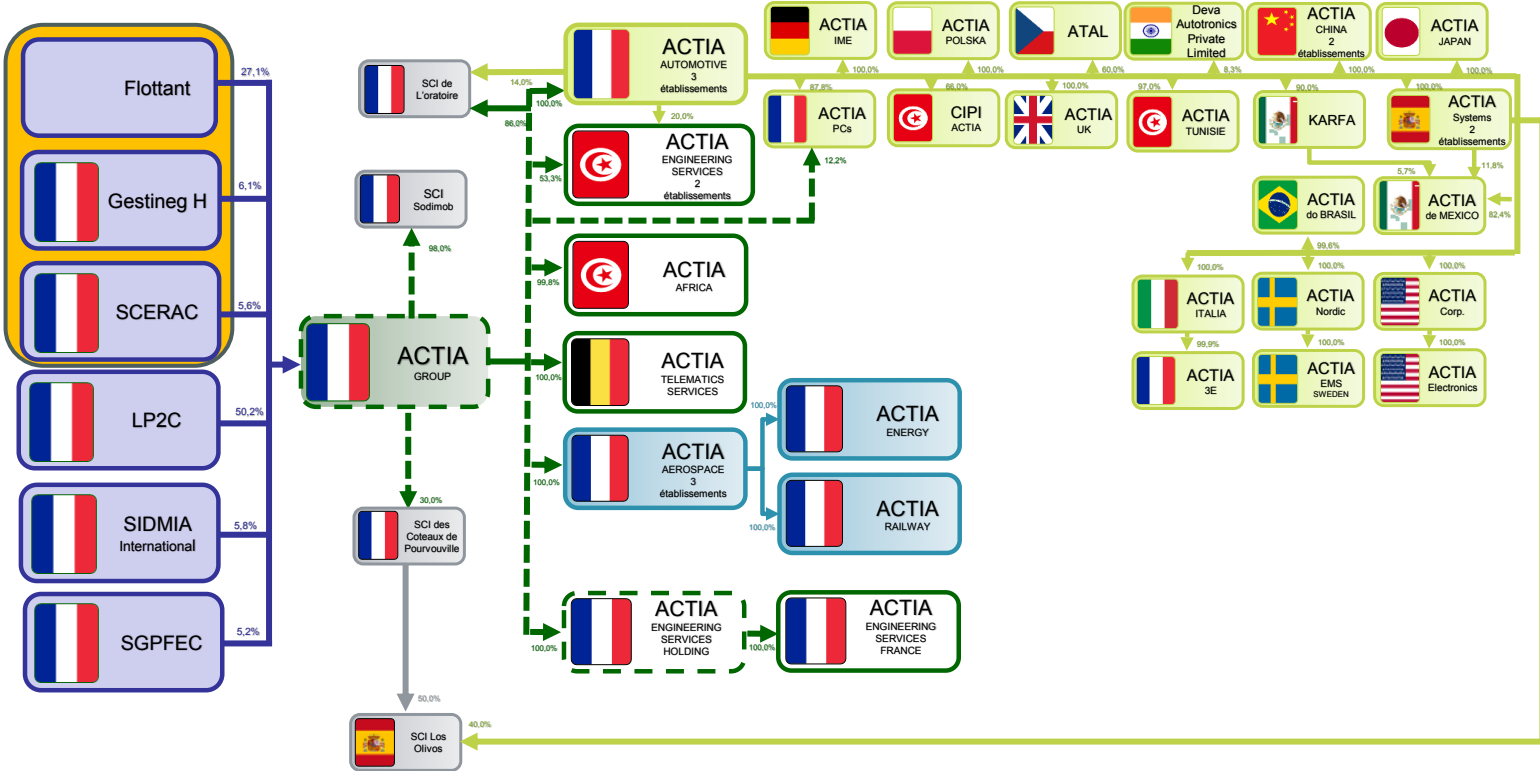 Flottant
27,1%
Gestineg H
6,1%
SCERAC
5,6%
LP2C
50,2%
SIDMIA
International
5,8%
SGPFEC
5,2%
ACTIA
GROUP
SCI de
L'oratoire
14,0%
100,0%
86,0%
SCI
Sodimob
98,0%
30,0%
SCI des
Coteaux de
Pourvouville
50,0%
SCI Los
Olivos
40,0%
ACTIA
AUTOMOTIVE
3
établissements
20,0%
ACTIA
ENGINEERING
SERVICES
2
établissements
53,3%
12,2%
ACTIA
AFRICA
99,8%
ACTIA
TELEMATICS
SERVICES
100,0%
ACTIA
AEROSPACE
3
établissements
100,0%
100,0%
ACTIA
ENERGY
100,0%
ACTIA
RAILWAY
ACTIA
ENGINEERING
SERVICES
HOLDING
100,0%
100,0%
ACTIA
ENGINEERING
SERVICES
FRANCE
ACTIA
IME
100,0%
ACTIA
POLSKA
100,0%
ATAL
60,0%
Deva
Autotronics
Private
Limited
8,3%
ACTIA
CHINA
2
établissements
100,0%
ACTIA
JAPAN
100,0%
87,8%
ACTIA
PCs
66,0%
CIPI
ACTIA
100,0%
ACTIA
UK
97,0%
ACTIA
TUNISIE
90,0%
KARFA
100,0%
ACTIA
Systems
2
établissements
5,7%
11,8%
82,4%
ACTIA
do BRASIL
99,6%
ACTIA
de MEXICO
100,0%
100,0%
100,0%
ACTIA
ITALIA
ACTIA
Nordic
ACTIA
Corp.
99,9%
100,0%
100,0%
ACTIA
3E
ACTIA
EMS
SWEDEN
ACTIA
Electronics